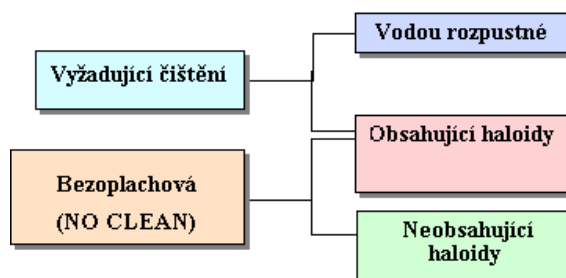 Vodou rozpustné
Vyžadující čištění
Obsahující haloidy
Bezoplachová
(NO CLEAN)
Neobsahující
haloidy